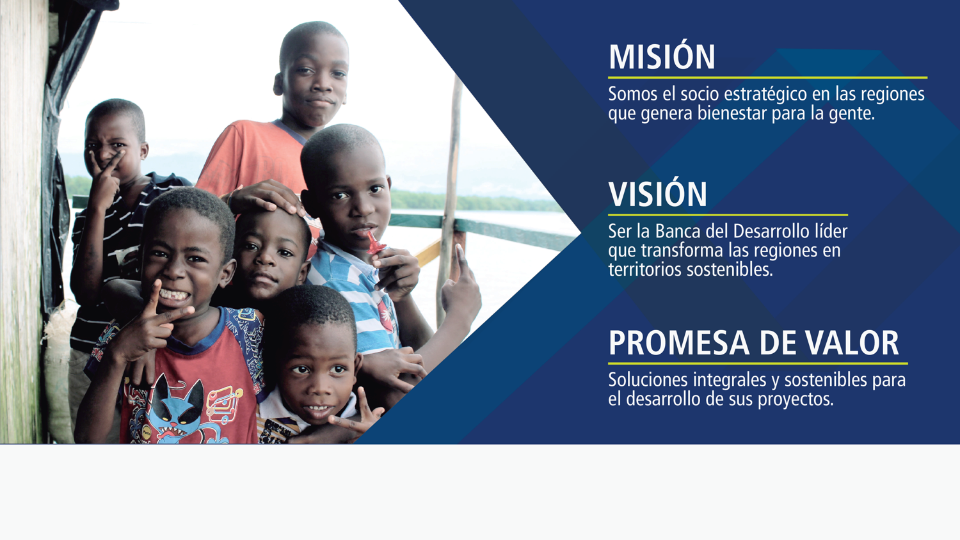 MISIÓN
Somos el socio estratégico en las regiones
que genera bienestar para la gente.
VISIÓN
Ser la Banca del Desarrollo líder
que transforma las regiones en
territorios sostenibles.
PROMESA DE VALOR
Soluciones integrales y sostenibles para
el desarrollo de sus proyectos.